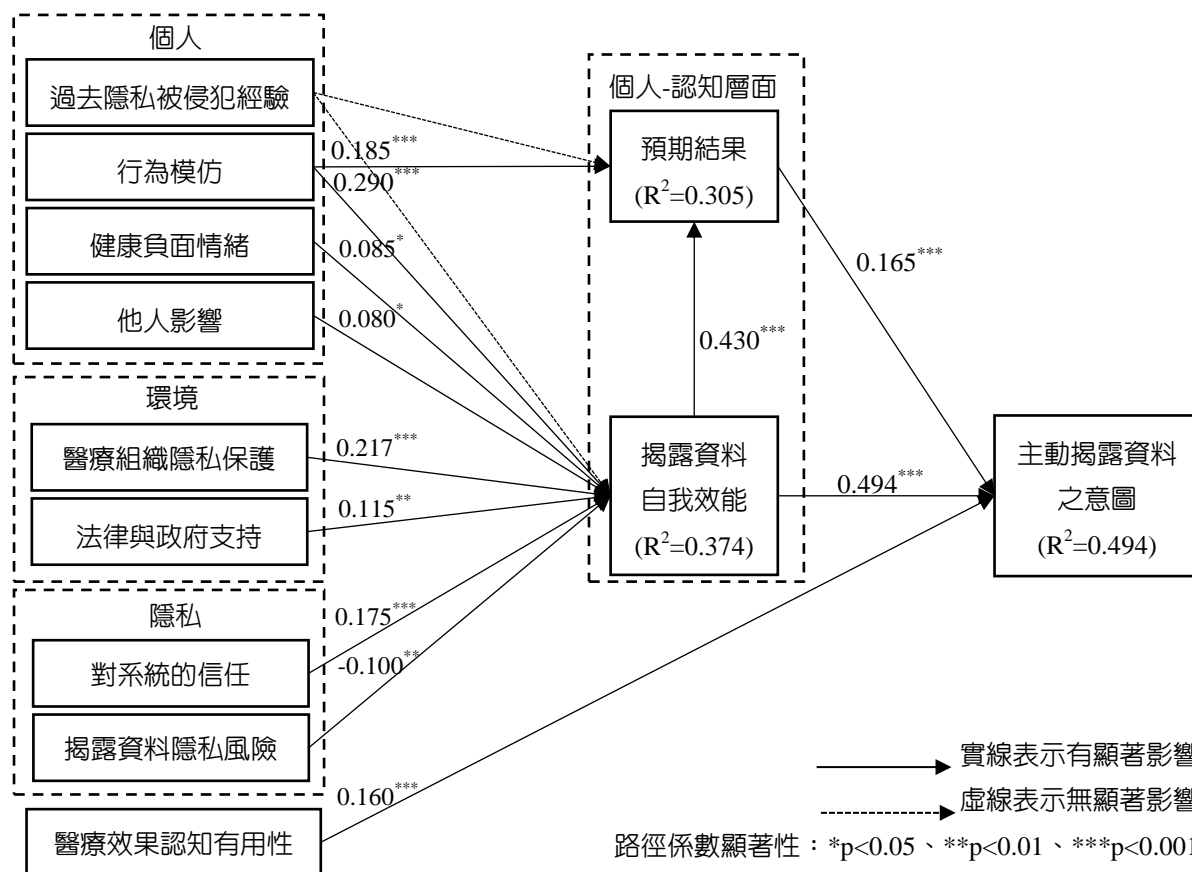 個人
過去隱私被侵犯經驗
行為模仿
健康負面情緒
他人影響
環境
醫療組織隱私保護
法律與政府支持
隱私
對系統的信任
揭露資料隱私風險
醫療效果認知有用性
0.185***
0.290***
0.085*
0.080*
0.217***
0.115**
0.175***
-0.100**
0.160***
個人-認知層面
預期結果
(R²=0.305)
0.430***
揭露資料
自我效能
(R²=0.374)
0.165***
0.494***
主動揭露資料
之意圖
(R²=0.494)
實線表示有顯著影響
虛線表示無顯著影響
路徑係數顯著性：*p<0.05、**p<0.01、***p<0.001